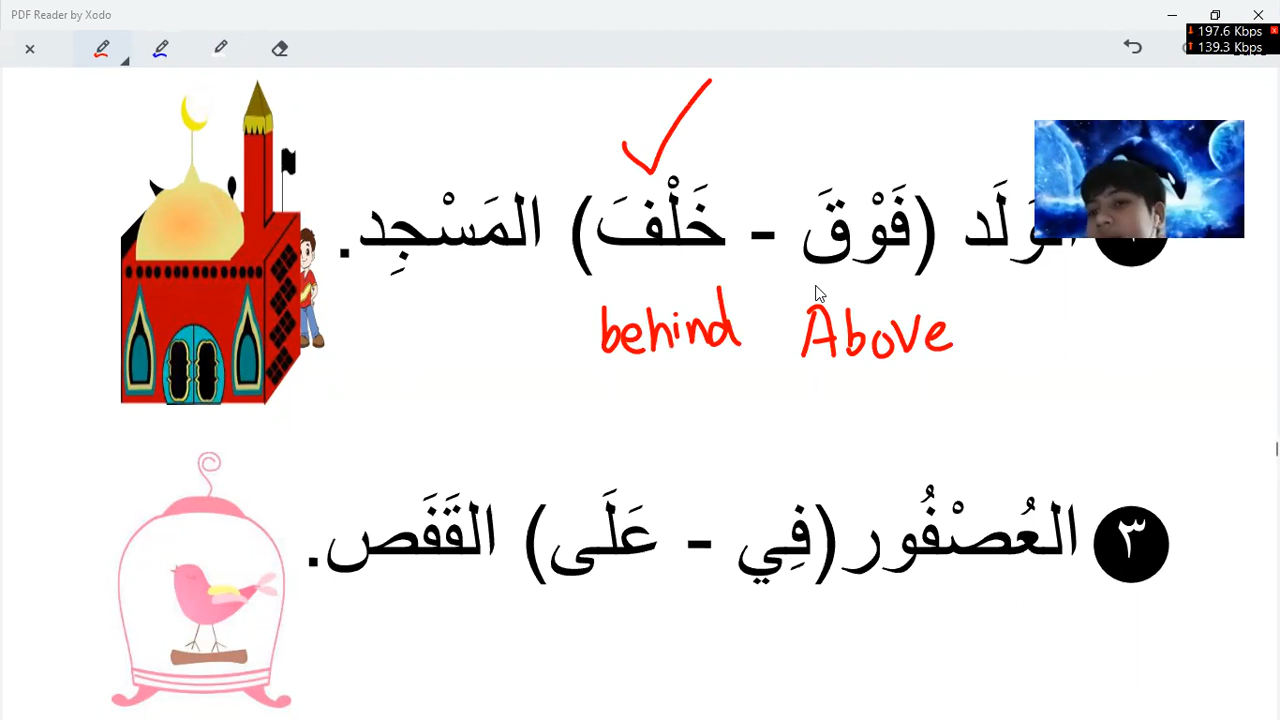 PDF Reader by Xodo
197.6 Kbps
139.3 Kbps
الوَلَد (فَوْقَ - خَلْفَ) المَسْجِد.
behind Above
٣ العُصْفُور (فِي - عَلَى) القَفَص.